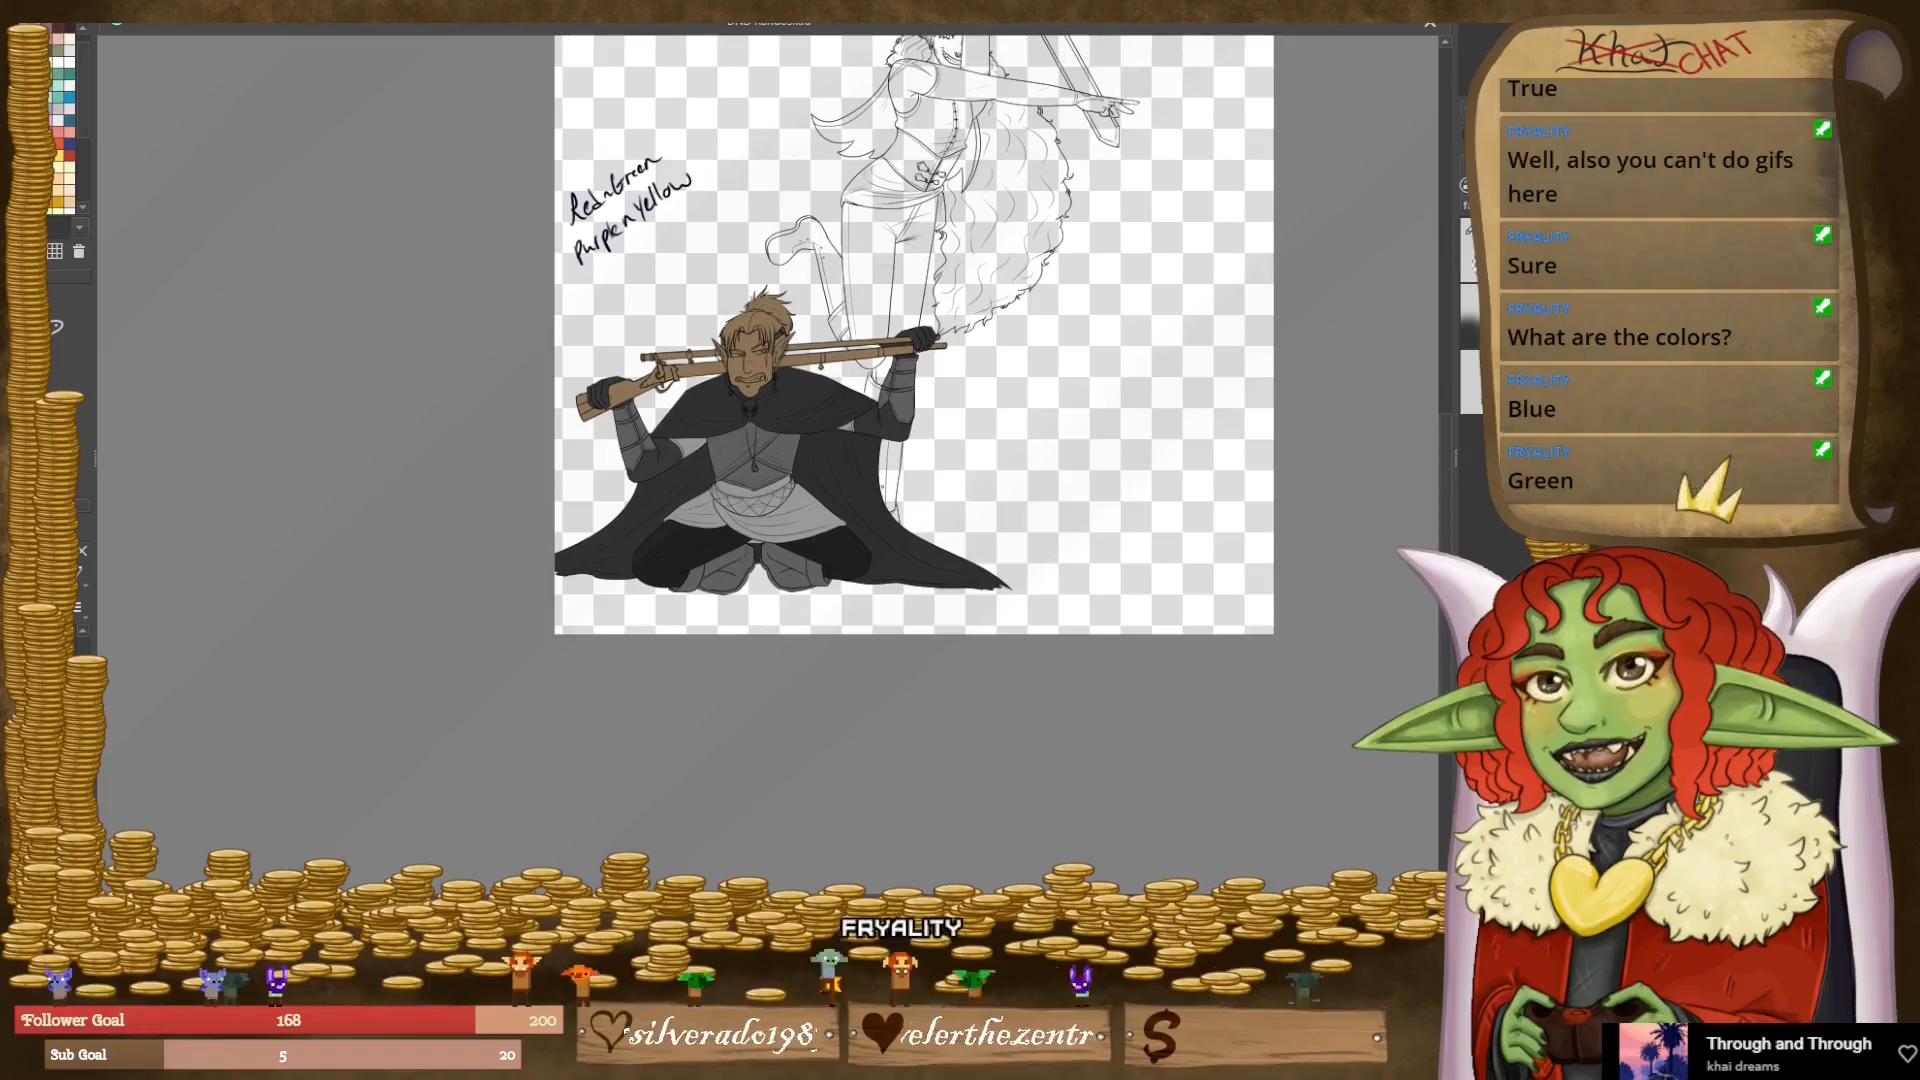 Khat CHAT
True
FRYALITY
Well, also you can't do gifs
here
FRYALITY
Sure
FRYALITY
What are the colors?
FRYALITY
Blue
FRYALITY
Green
Red n Green
Purple n Yellow
FRYALITY
Follower Goal 168 200
Sub Goal 5 20
silverado198
elerthezentr
$
Through and Through
khai dreams